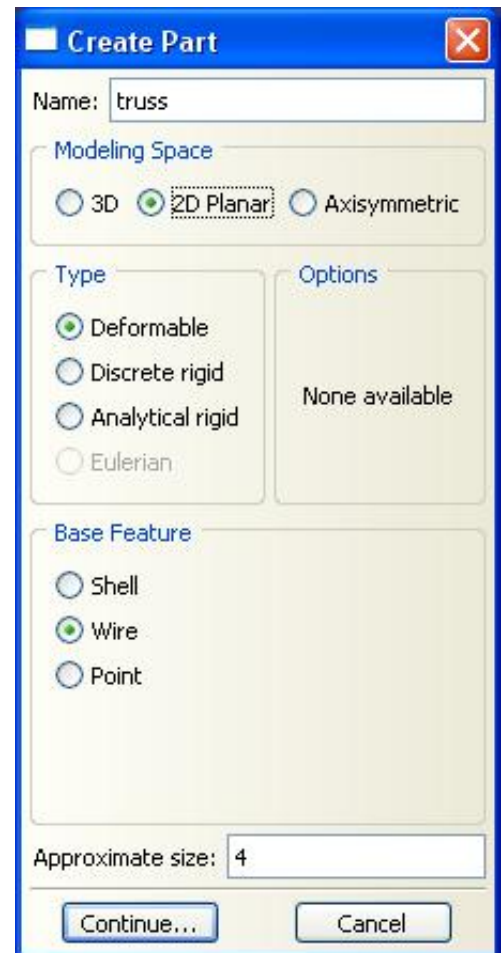 Create Part
Name: truss
Modeling Space
3D 2D Planar Axisymmetric
Type
Deformable
Discrete rigid
Analytical rigid
Eulerian
Options
None available
Base Feature
Shell
Wire
Point
Approximate size: 4
Continue... Cancel